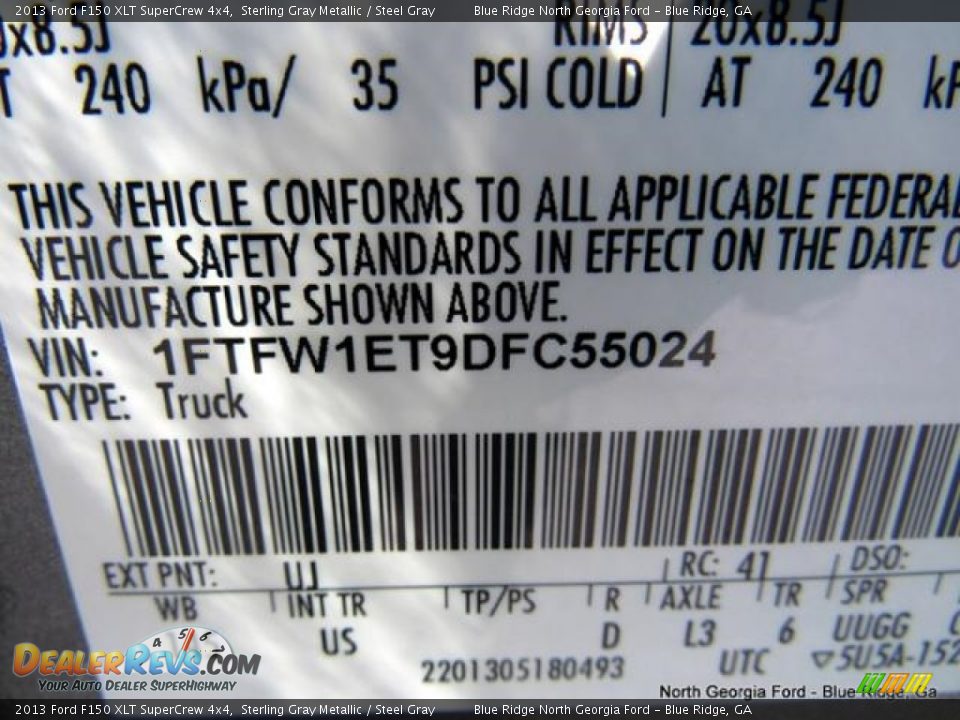 2013 Ford F150 XLT SuperCrew 4x4, Sterling Gray Metallic / Steel Gray Blue Ridge North Georgia Ford - Blue Ridge, GA
0x8.5J RIMS 20x8.5J
T 240 kPa/ 35 PSI COLD AT 240 kP
THIS VEHICLE CONFORMS TO ALL APPLICABLE FEDERAL
VEHICLE SAFETY STANDARDS IN EFFECT ON THE DATE O
MANUFACTURE SHOWN ABOVE.
VIN: 1FTFW1ET9DFC55024
TYPE: Truck
EXT PNT: UJ RC: 41 DSO:
WB INT TR TP/PS R AXLE TR SPR
US D L3 6 UUGG
2201305180493 UTC ▽5U5A-152
DEALERREVS.COM
YOUR AUTO DEALER SUPERHIGHWAY
North Georgia Ford - Blue Ridge, Ga
2013 Ford F150 XLT SuperCrew 4x4, Sterling Gray Metallic / Steel Gray Blue Ridge North Georgia Ford - Blue Ridge, GA